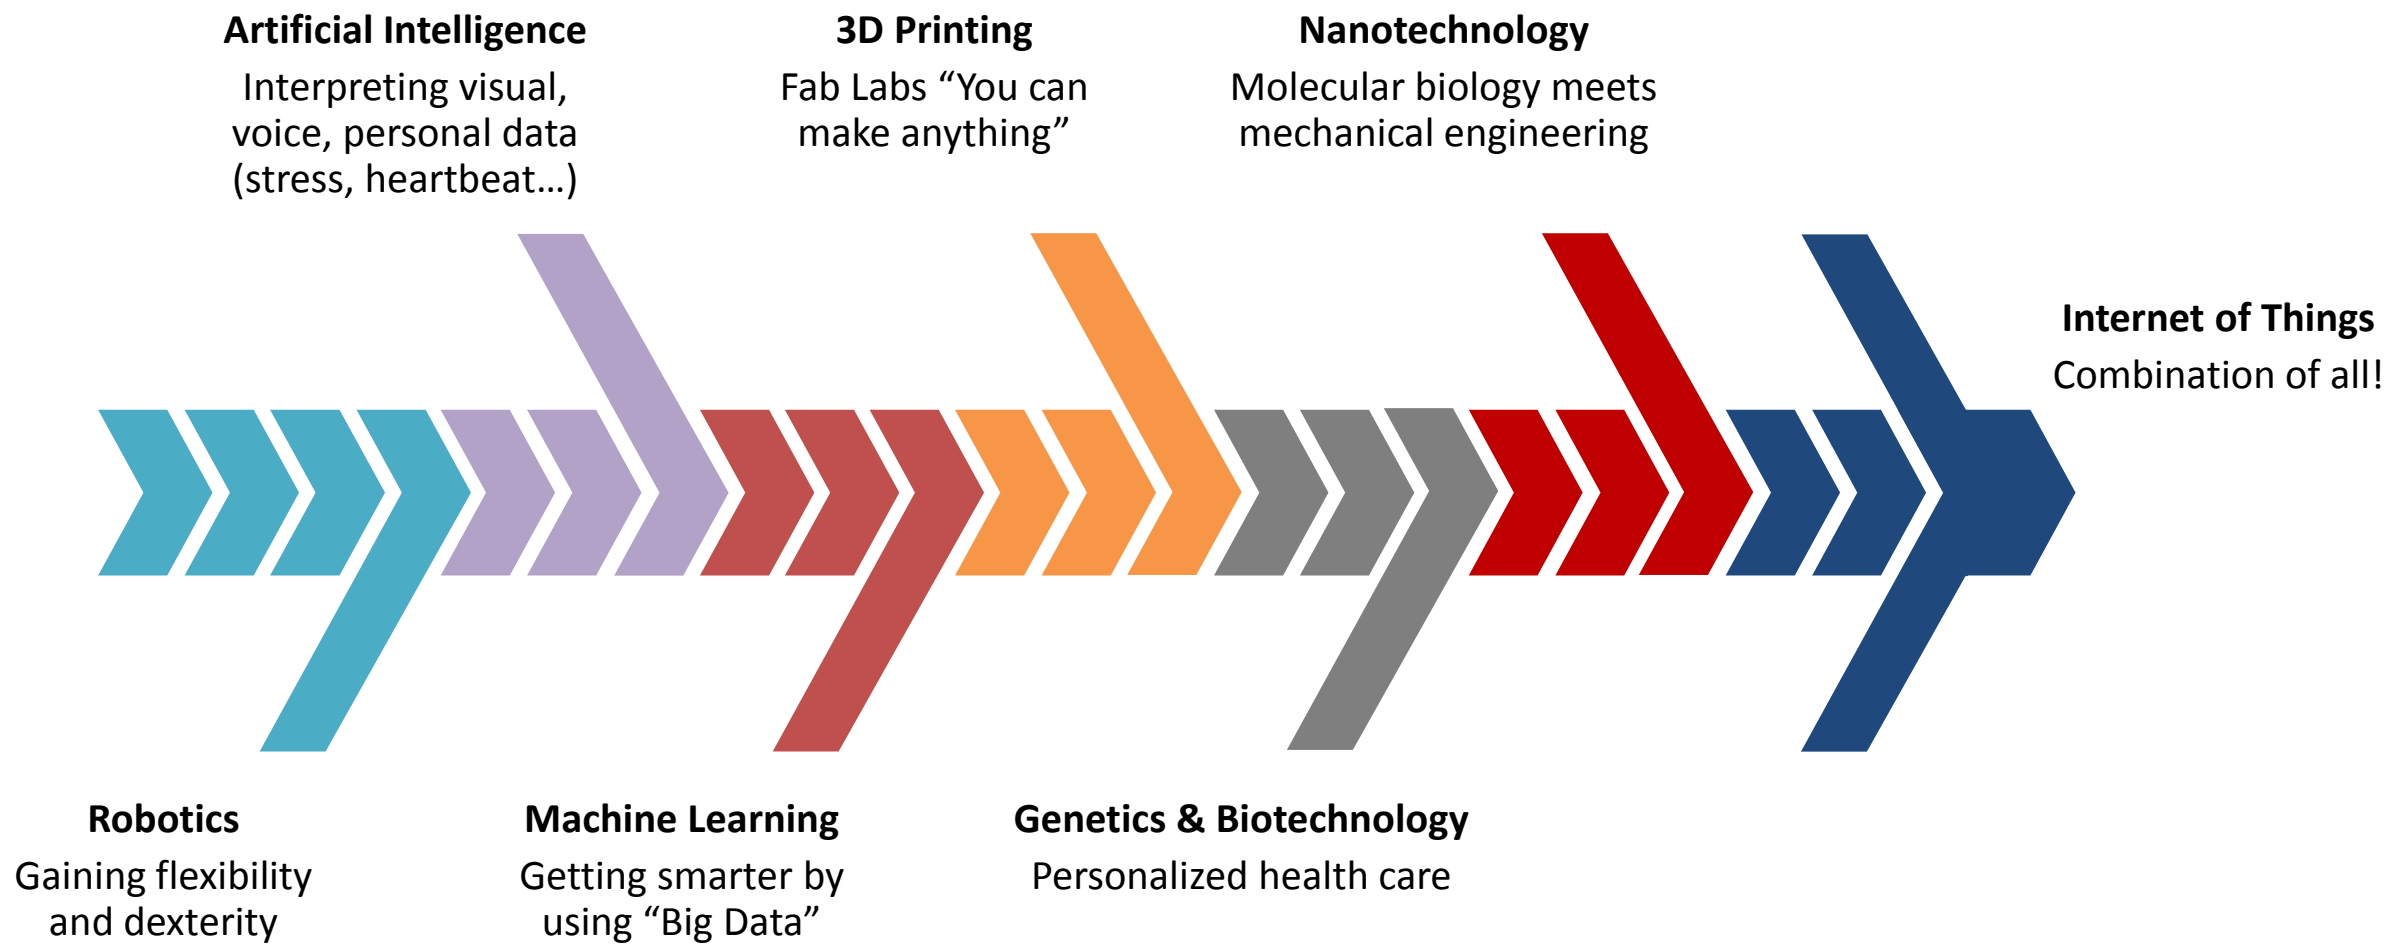 Artificial Intelligence
Interpreting visual,
voice, personal data
(stress, heartbeat…)
3D Printing
Fab Labs “You can
make anything”
Nanotechnology
Molecular biology meets
mechanical engineering
Internet of Things
Combination of all!
Robotics
Gaining flexibility
and dexterity
Machine Learning
Getting smarter by
using “Big Data”
Genetics & Biotechnology
Personalized health care